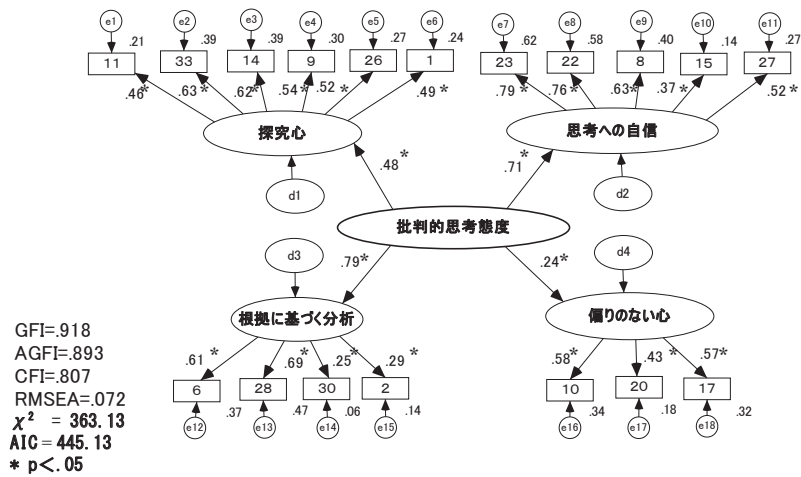 e1 e2 e3 e4 e5 e6 e7 e8 e9 e10 e11
.21 .39 .39 .30 .27 .24 .62 .58 .40 .14 .27
11 33 14 9 26 1 23 22 8 15 27
.46* .63* .62* .54* .52* .49* .79* .76* .63* .37* .52*
探究心 思考への自信
.48* .71*
d1 d2
批判的思考態度
d3 d4
.79* .24*
根拠に基づく分析 偏りのない心
.61* .69* .25* .29* .58* .43* .57*
6 28 30 2 10 20 17
.37 .47 .06 .14 .34 .18 .32
e12 e13 e14 e15 e16 e17 e18
GFI=.918
AGFI=.893
CFI=.807
RMSEA=.072
χ² = 363.13
AIC=445.13
* p<.05